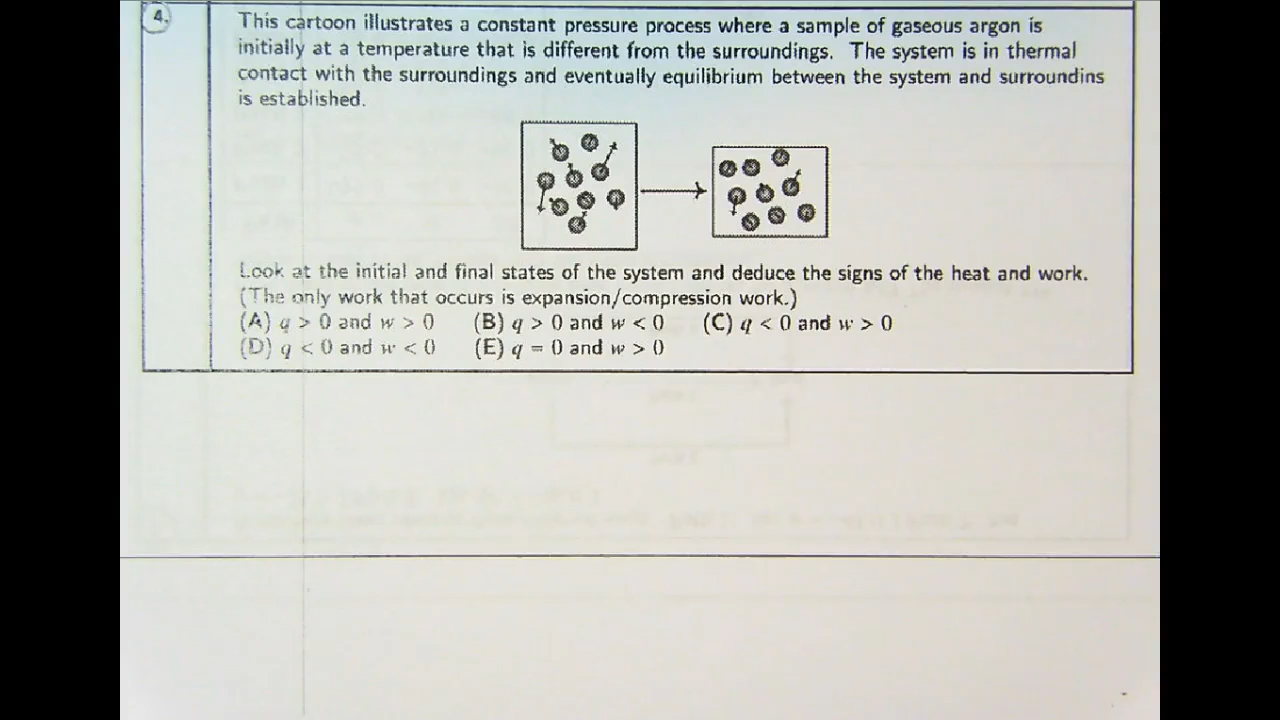 4.
This cartoon illustrates a constant pressure process where a sample of gaseous argon is
initially at a temperature that is different from the surroundings. The system is in thermal
contact with the surroundings and eventually equilibrium between the system and surroundins
is established.
Look at the initial and final states of the system and deduce the signs of the heat and work.
(The only work that occurs is expansion/compression work.)
(A) q > 0 and w > 0 (B) q > 0 and w < 0 (C) q < 0 and w > 0
(D) q < 0 and w < 0 (E) q = 0 and w > 0